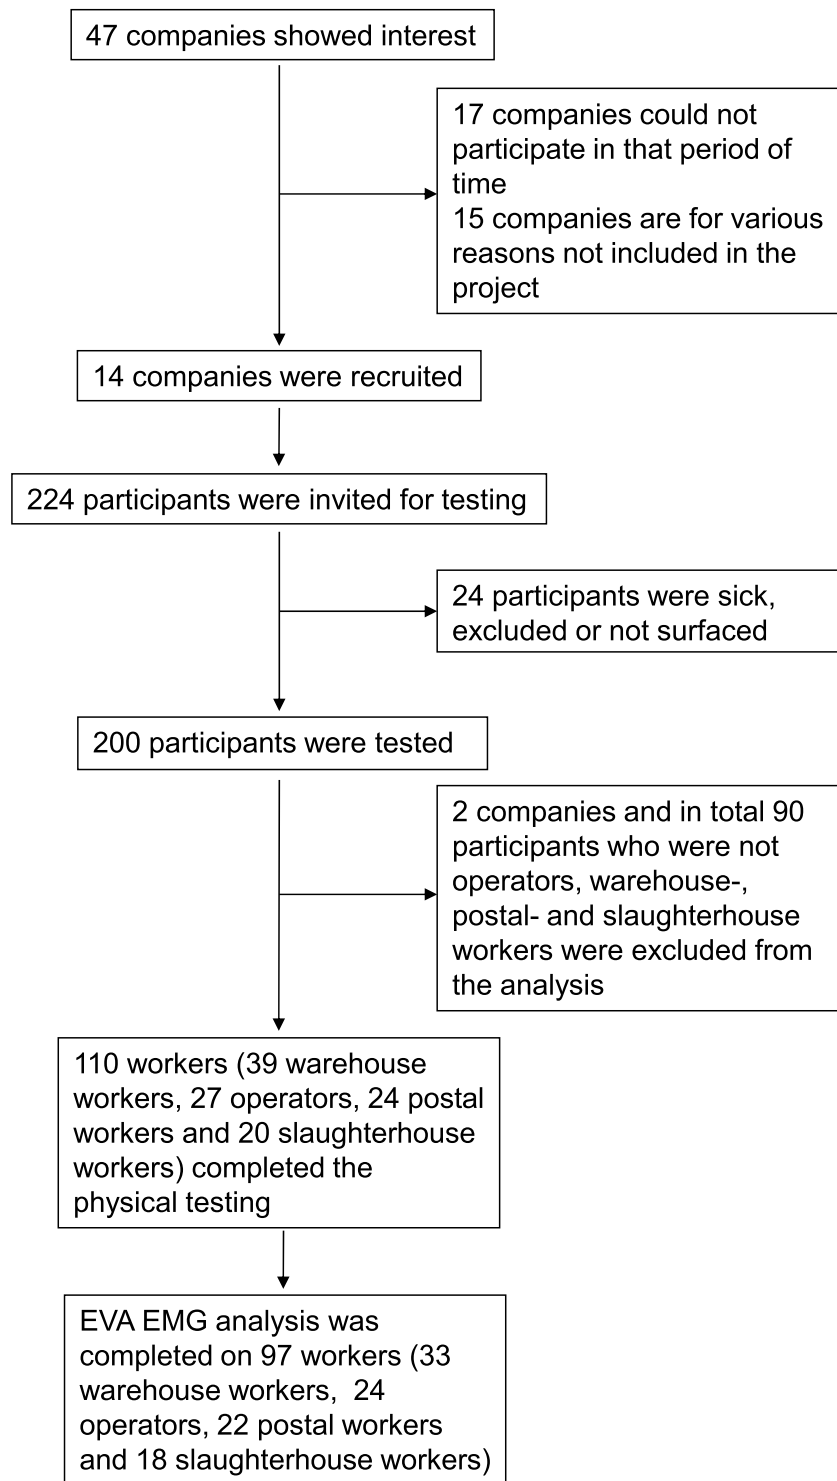 47 companies showed interest
17 companies could not
participate in that period of
time
15 companies are for various
reasons not included in the
project
14 companies were recruited
224 participants were invited for testing
24 participants were sick,
excluded or not surfaced
200 participants were tested
2 companies and in total 90
participants who were not
operators, warehouse-,
postal- and slaughterhouse
workers were excluded from
the analysis
110 workers (39 warehouse
workers, 27 operators, 24 postal
workers and 20 slaughterhouse
workers) completed the
physical testing
EVA EMG analysis was
completed on 97 workers (33
warehouse workers,  24
operators, 22 postal workers
and 18 slaughterhouse workers)